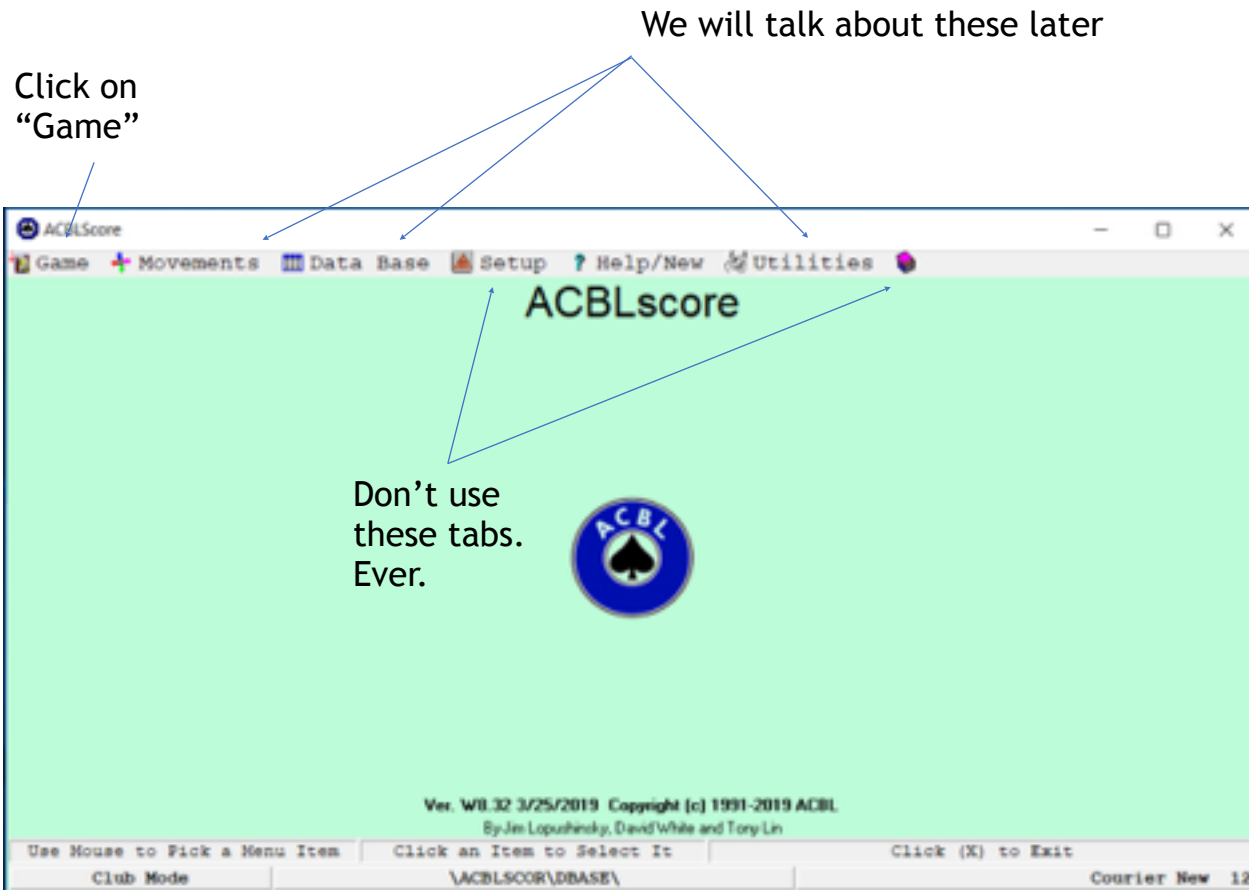 We will talk about these later
Click on
“Game”
ACBLScore
Game Movements Data Base Setup ? Help/New Utilities
ACBLscore
Don’t use
these tabs.
Ever.
ACBL
Ver. W8.32 3/25/2019 Copyright (c) 1991-2019 ACBL
By Jim Lopushinsky, David White and Tony Lin
Use Mouse to Pick a Menu Item Click an Item to Select It Click (X) to Exit
Club Mode \ACBLSCOR\DBASE\ Courier New 12